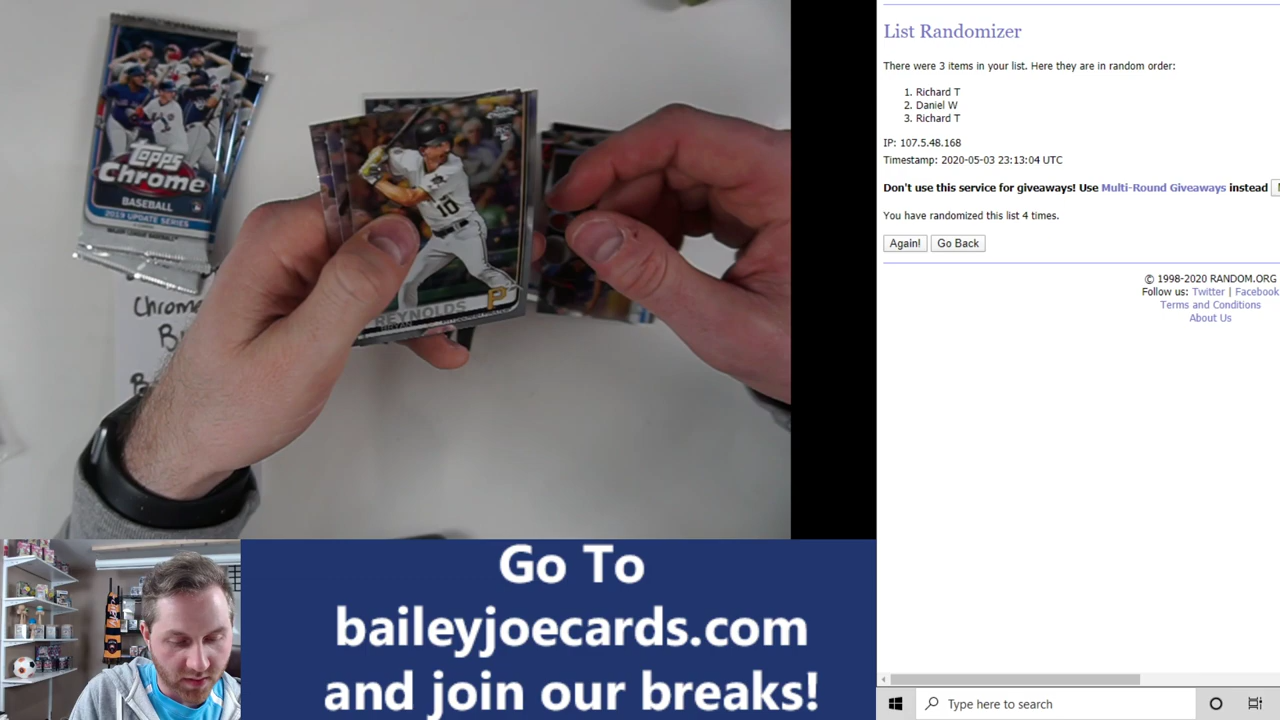 Topps
Chrome
BASEBALL
2019 UPDATE SERIES
Chrome
B
10
REYNOLDS
BRYAN
P
RC
Go To
baileyjoecards.com
and join our breaks!
List Randomizer
There were 3 items in your list. Here they are in random order:
1. Richard T
2. Daniel W
3. Richard T
IP: 107.5.48.168
Timestamp: 2020-05-03 23:13:04 UTC
Don't use this service for giveaways! Use Multi-Round Giveaways instead
You have randomized this list 4 times.
Again! Go Back
© 1998-2020 RANDOM.ORG
Follow us: Twitter | Facebook
Terms and Conditions
About Us
Type here to search